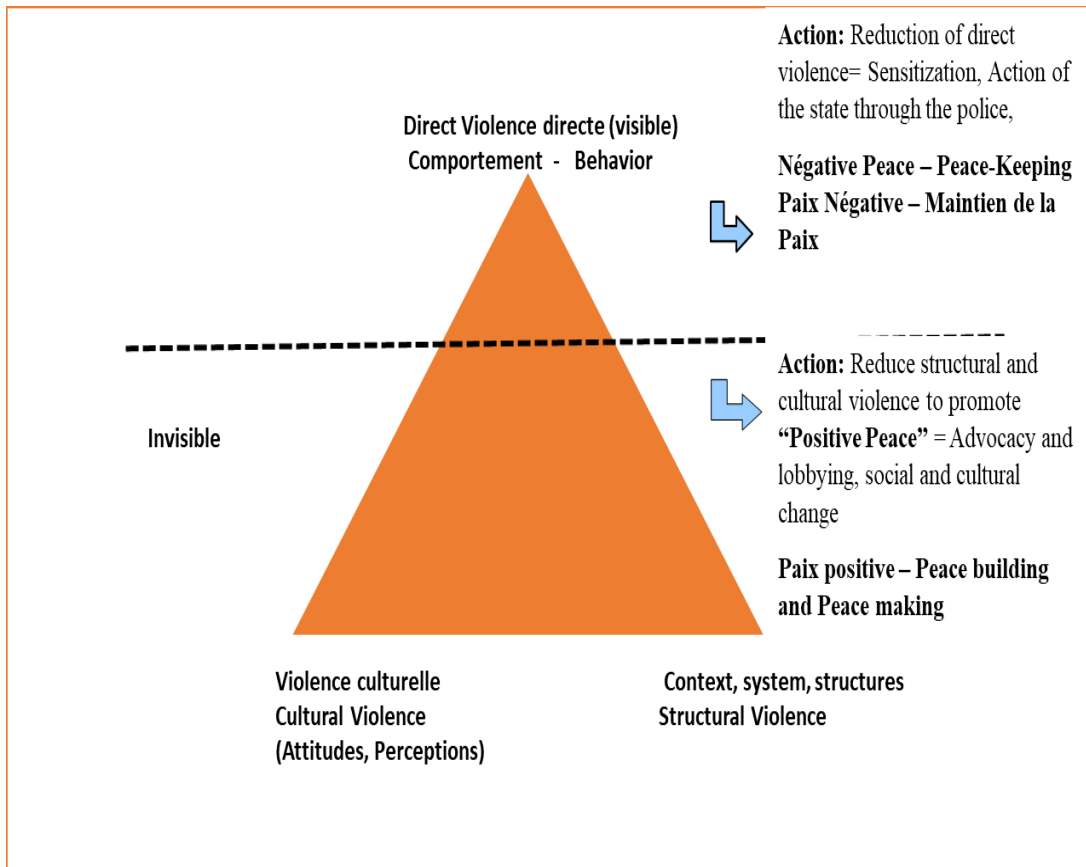 Action: Reduction of direct
violence= Sensitization, Action of
the state through the police,
Négative Peace – Peace-Keeping
Paix Négative – Maintien de la
Paix
Direct Violence directe (visible)
Comportement - Behavior
Invisible
Action: Reduce structural and
cultural violence to promote
“Positive Peace” = Advocacy and
lobbying, social and cultural
change
Paix positive – Peace building
and Peace making
Violence culturelle
Cultural Violence
(Attitudes, Perceptions)
Context, system, structures
Structural Violence